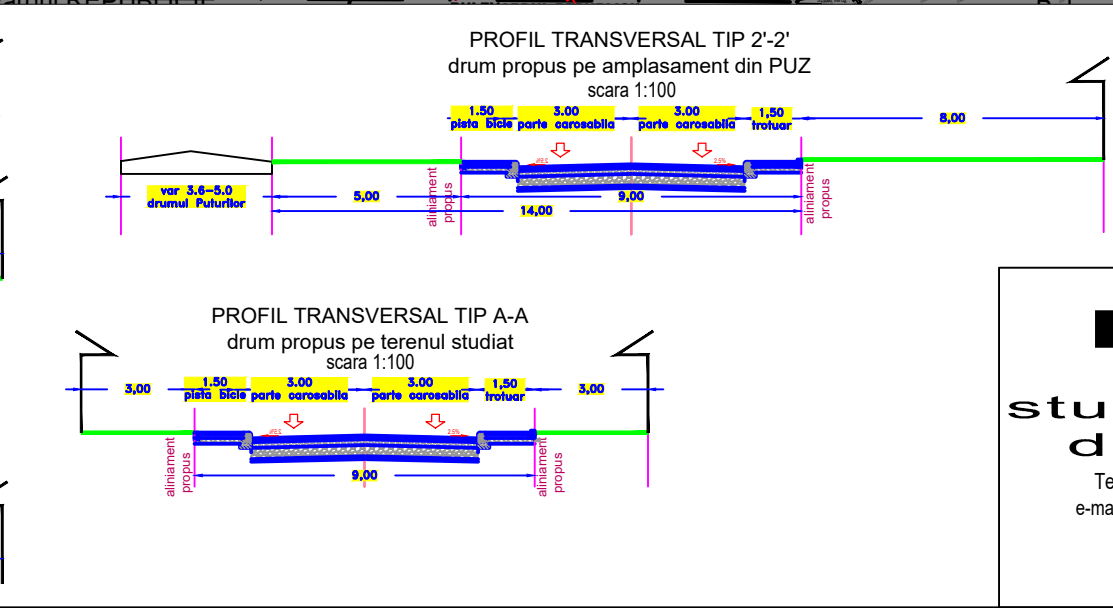 PROFIL TRANSVERSAL TIP 2'-2'
drum propus pe amplasament din PUZ
scara 1:100
1.50 3.00 3.00 1,50
pista bicle parte carosabila parte carosabila trotuar
8,00
2.5%
var 3.6-5.0
drumul Puturilor
5,00
9,00
14,00
aliniament
propus
aliniament
propus
PROFIL TRANSVERSAL TIP A-A
drum propus pe terenul studiat
scara 1:100
3,00
1.50 3.00 3.00 1,50
pista bicle parte carosabila parte carosabila trotuar
3,00
2.5%
9,00
aliniament
propus
aliniament
propus
stu
d
Te
e-ma